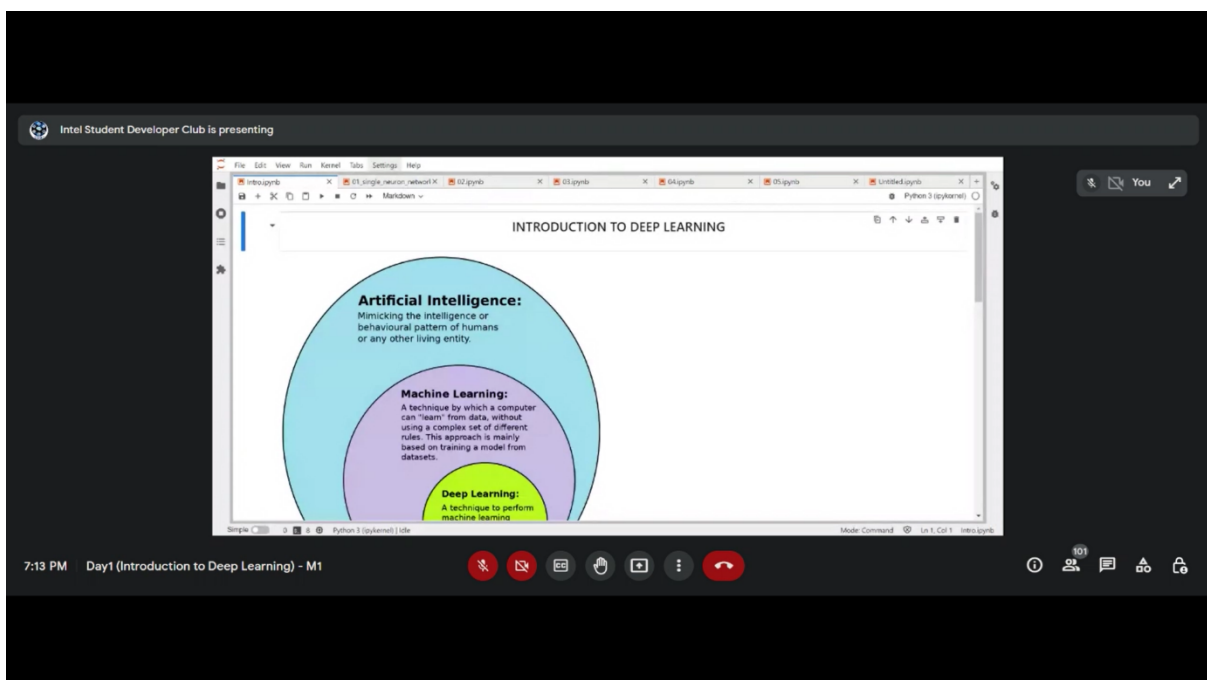 Intel Student Developer Club is presenting
File Edit View Run Kernel Tabs Settings Help
Intro.ipynb 01_single_neuron_networl 02.ipynb 03.ipynb 04.ipynb 05.ipynb Untitled.ipynb
Markdown Python 3 (ipykernel)
You
INTRODUCTION TO DEEP LEARNING
Artificial Intelligence:
Mimicking the intelligence or
behavioural pattern of humans
or any other living entity.
Machine Learning:
A technique by which a computer
can "learn" from data, without
using a complex set of different
rules. This approach is mainly
based on training a model from
datasets.
Deep Learning:
A technique to perform
machine learning
Simple 0 8 Python 3 (ipykernel) | Idle Mode: Command Ln 1, Col 1 Intro.ipynb
7:13 PM Day1 (Introduction to Deep Learning) - M1 CC 101